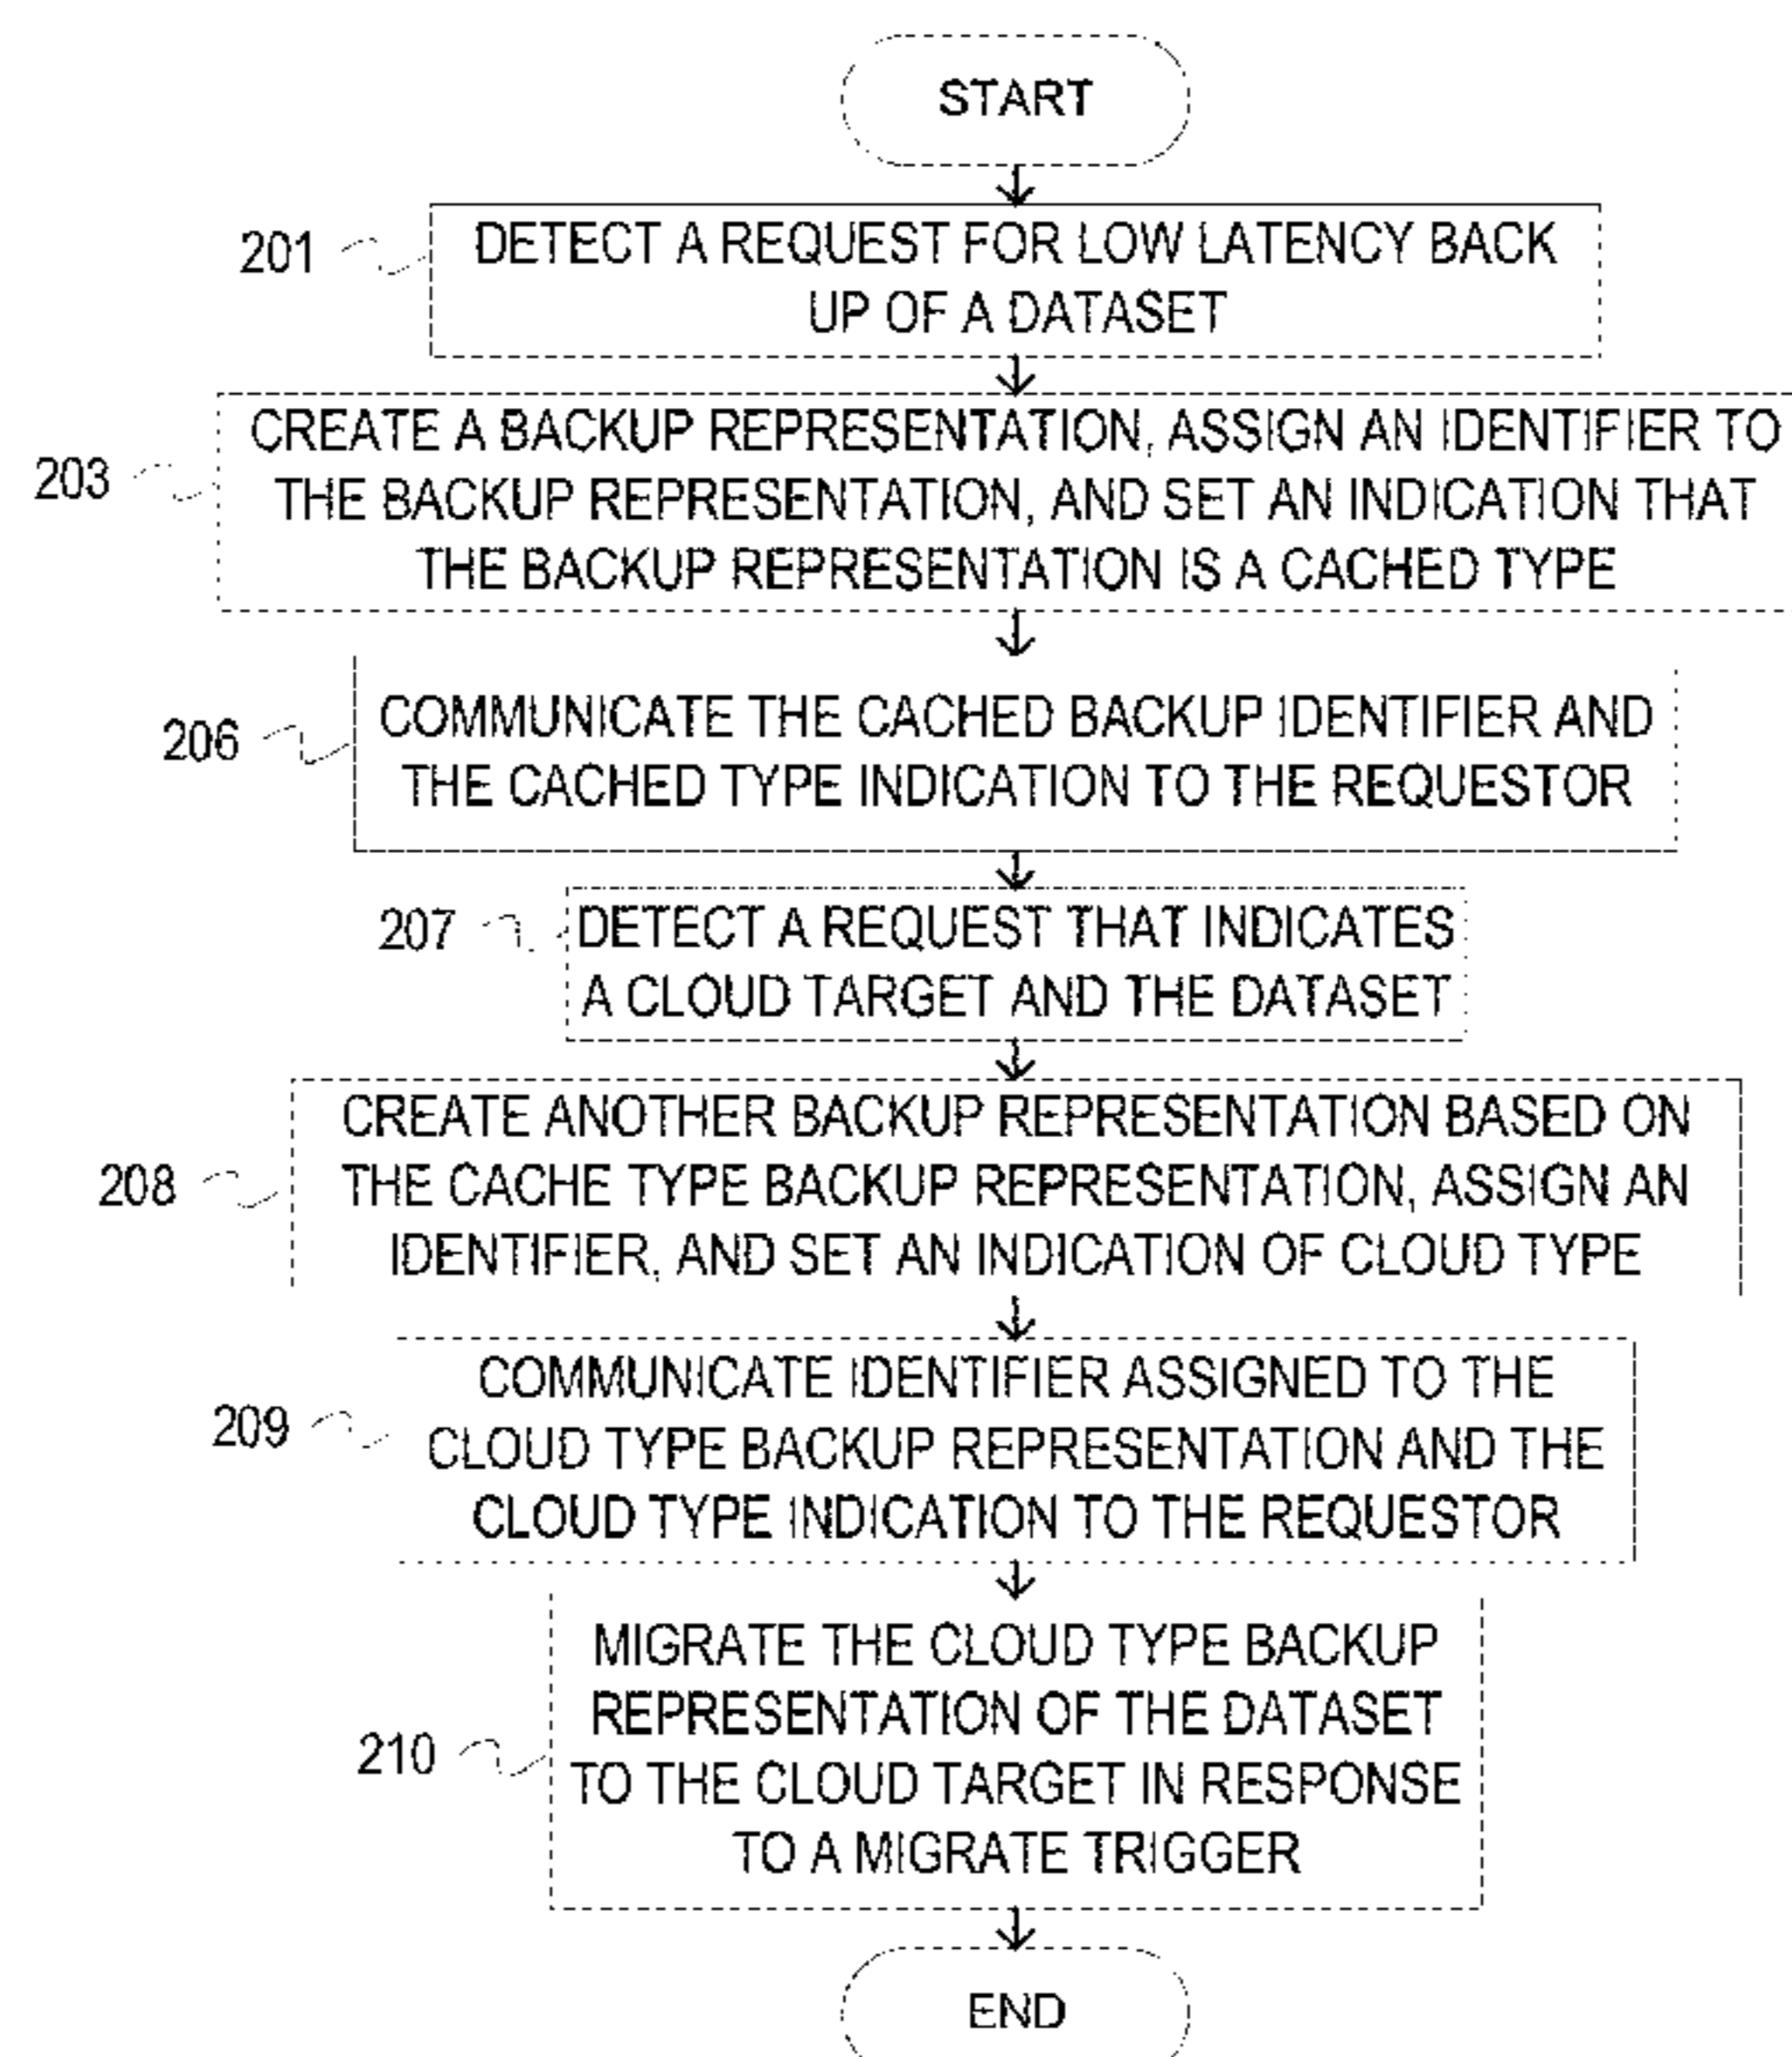 START
201
DETECT A REQUEST FOR LOW LATENCY BACK
UP OF A DATASET
203
CREATE A BACKUP REPRESENTATION, ASSIGN AN IDENTIFIER TO
THE BACKUP REPRESENTATION, AND SET AN INDICATION THAT
THE BACKUP REPRESENTATION IS A CACHED TYPE
206
COMMUNICATE THE CACHED BACKUP IDENTIFIER AND
THE CACHED TYPE INDICATION TO THE REQUESTOR
207
DETECT A REQUEST THAT INDICATES
A CLOUD TARGET AND THE DATASET
208
CREATE ANOTHER BACKUP REPRESENTATION BASED ON
THE CACHE TYPE BACKUP REPRESENTATION, ASSIGN AN
IDENTIFIER, AND SET AN INDICATION OF CLOUD TYPE
209
COMMUNICATE IDENTIFIER ASSIGNED TO THE
CLOUD TYPE BACKUP REPRESENTATION AND THE
CLOUD TYPE INDICATION TO THE REQUESTOR
210
MIGRATE THE CLOUD TYPE BACKUP
REPRESENTATION OF THE DATASET
TO THE CLOUD TARGET IN RESPONSE
TO A MIGRATE TRIGGER
END